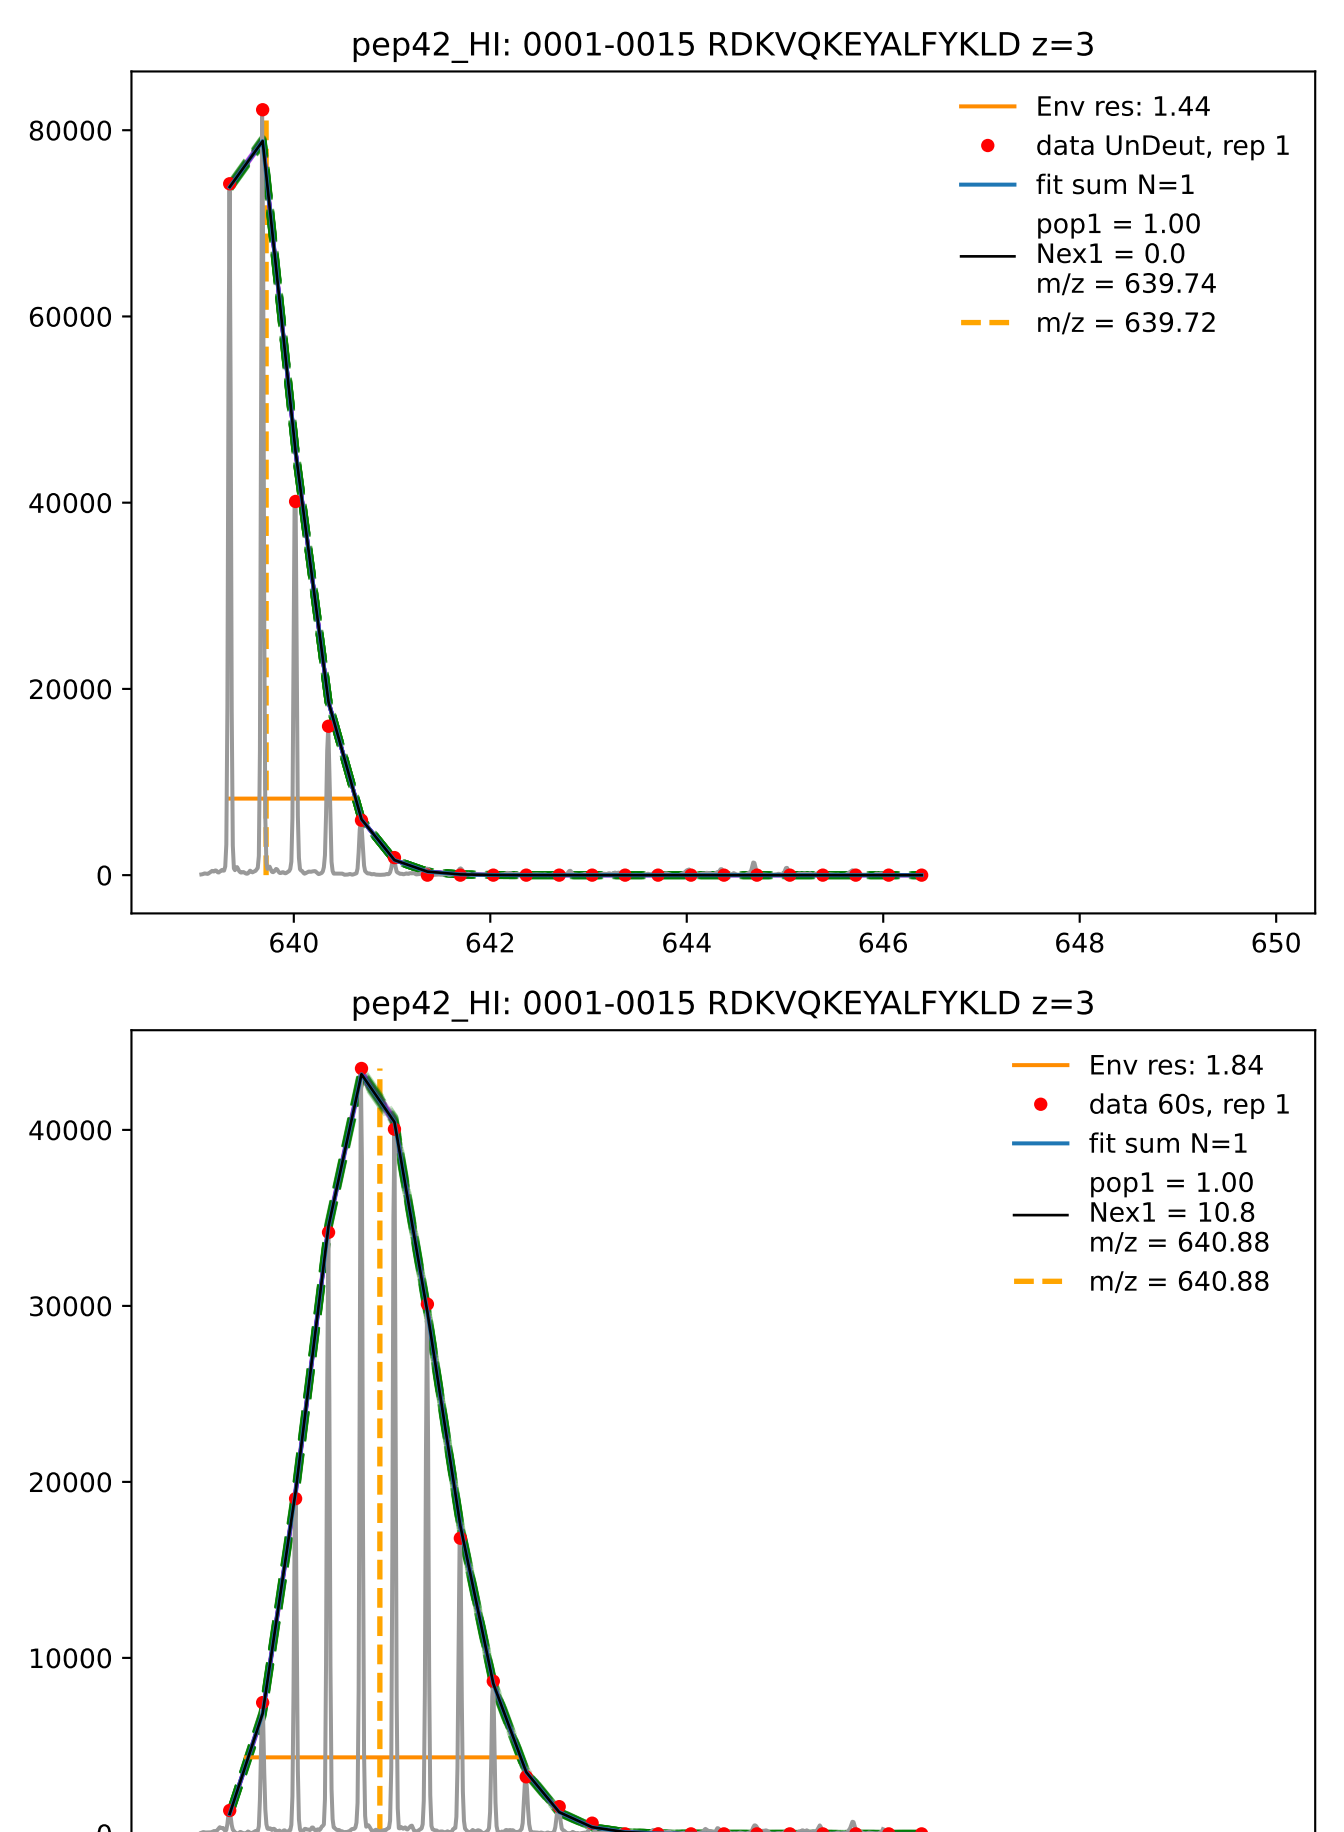 pep42_HI: 0001-0015 RDKVQKEYALFYKLD z=3
Env res: 1.44
data UnDeut, rep 1
fit sum N=1
pop1 = 1.00
Nex1 = 0.0
m/z = 639.74
m/z = 639.72
80000
60000
40000
20000
0
640 642 644 646 648 650
pep42_HI: 0001-0015 RDKVQKEYALFYKLD z=3
Env res: 1.84
data 60s, rep 1
fit sum N=1
pop1 = 1.00
Nex1 = 10.8
m/z = 640.88
m/z = 640.88
40000
30000
20000
10000
0